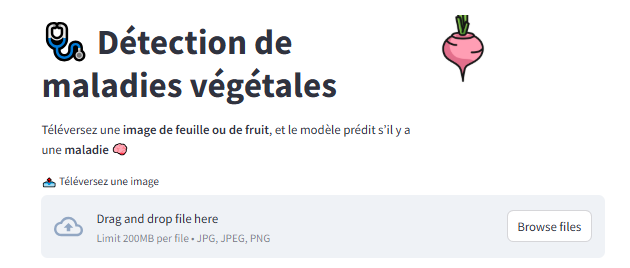 Détection de
maladies végétales
Téléversez une image de feuille ou de fruit, et le modèle prédit s'il y a
une maladie
Téléversez une image
Drag and drop file here
Limit 200MB per file • JPG, JPEG, PNG
Browse files